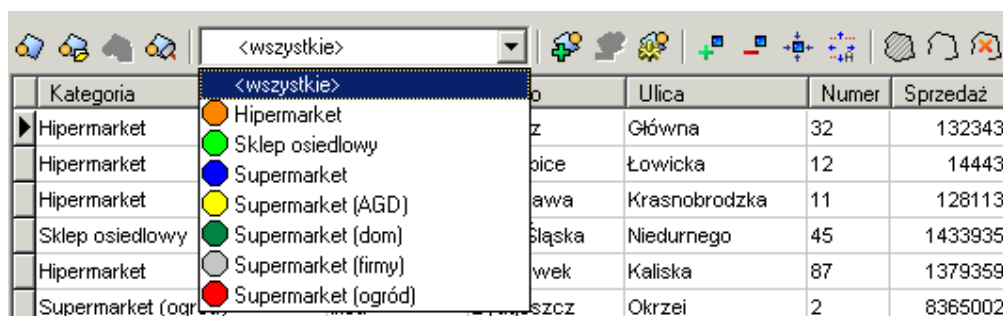 <wszystkie>
Kategoria Ulica Numer Sprzedaż
<wszystkie>
Hipermarket
Sklep osiedlowy
Supermarket
Supermarket (AGD)
Supermarket (dom)
Supermarket (firmy)
Supermarket (ogród)
Hipermarket Główna 32 132343
Hipermarket Łowicka 12 14443
Hipermarket Krasnobrodzka 11 128113
Sklep osiedlowy Śląska Niedurnego 45 1433935
Hipermarket Kaliska 87 1379359
Supermarket Okrzei 2 8365002